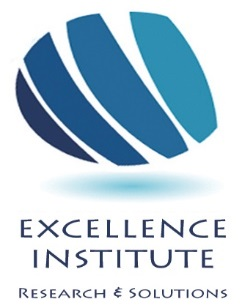 EXCELLENCE
INSTITUTE
RESEARCH & SOLUTIONS